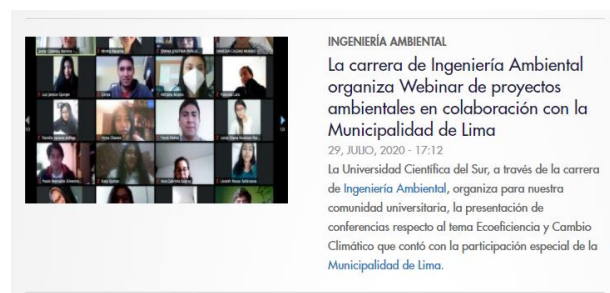 INGENIERÍA AMBIENTAL
La carrera de Ingeniería Ambiental
organiza Webinar de proyectos
ambientales en colaboración con la
Municipalidad de Lima
29, JULIO, 2020 - 17:12
La Universidad Científica del Sur, a través de la carrera
de Ingeniería Ambiental, organiza para nuestra
comunidad universitaria, la presentación de
conferencias respecto al tema Ecoeficiencia y Cambio
Climático que contó con la participación especial de la
Municipalidad de Lima.